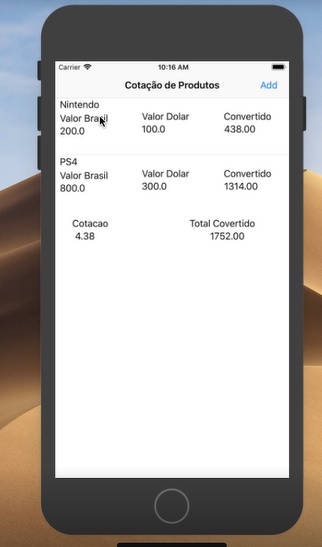 Carrier 10:16 AM
Cotação de Produtos Add
Nintendo
Valor Brasil Valor Dolar Convertido
200.0 100.0 438.00
PS4
Valor Brasil Valor Dolar Convertido
800.0 300.0 1314.00
Cotacao Total Covertido
4.38 1752.00